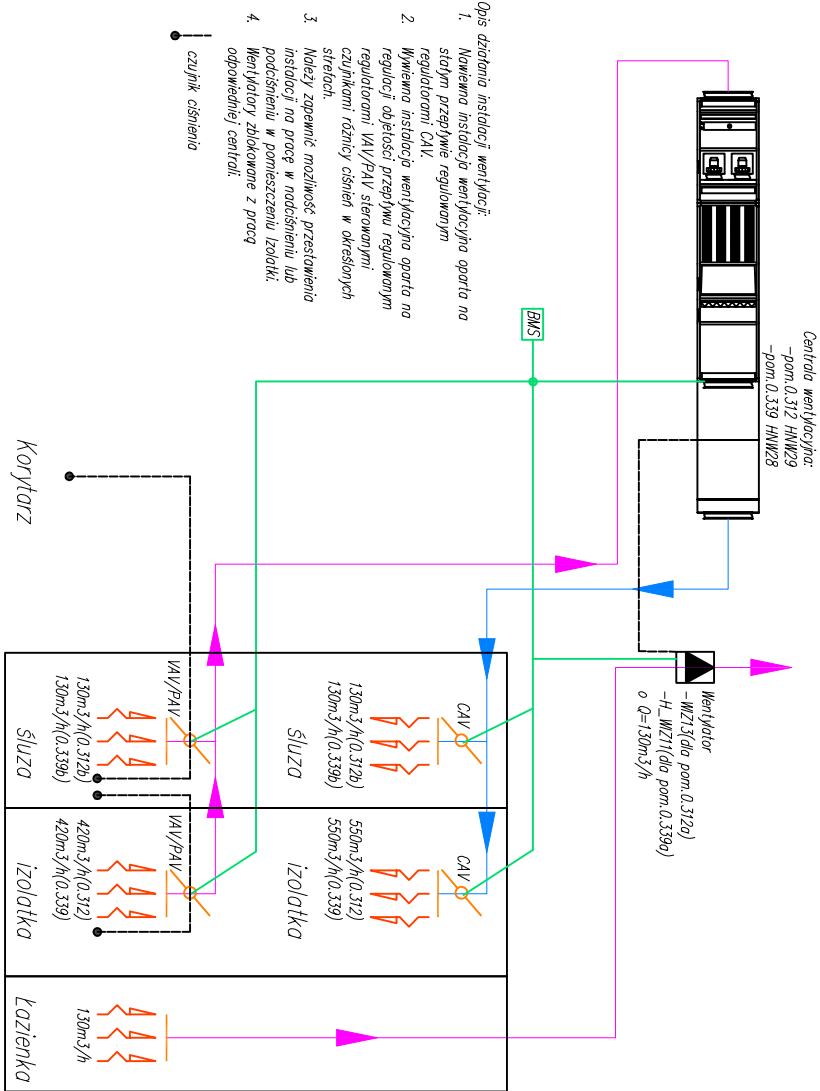 Opis działania instalacji wentylacji:
1. Nawiewna instalacja wentylacyjna oparta na
stałym przepływie regulowanym
regulatorami CAV.
2. Wywiewna instalacja wentylacyjna oparta na
regulacji objętości przepływu regulowanym
regulatorami VAV/PAV sterowanymi
czujnikami różnicy ciśnień w określonych
strefach.
3. Należy zapewnić możliwość przestawienia
instalacji na pracę w nadciśnieniu lub
podciśnieniu w pomieszczeniu Izolatki.
4. Wentylatory zblokowane z pracą
odpowiedniej centrali.
czujnik ciśnienia
Centrala wentylacyjna:
-pom.0.312 HNW29
-pom.0.339 HNW28
BMS
Wentylator
- WZ13(dla pom.0.312a)
-H_WZ11(dla pom.0.339a)
o Q=130m3/h
Korytarz
CAV
130m3/h(0.312b)
130m3/h(0.339b)
Śluza
VAV/PAV
130m3/h(0.312b)
130m3/h(0.339b)
Śluza
CAV
550m3/h(0.312)
550m3/h(0.339)
izolatka
VAV/PAV
420m3/h(0.312)
420m3/h(0.339)
izolatka
130m3/h
Łazienka